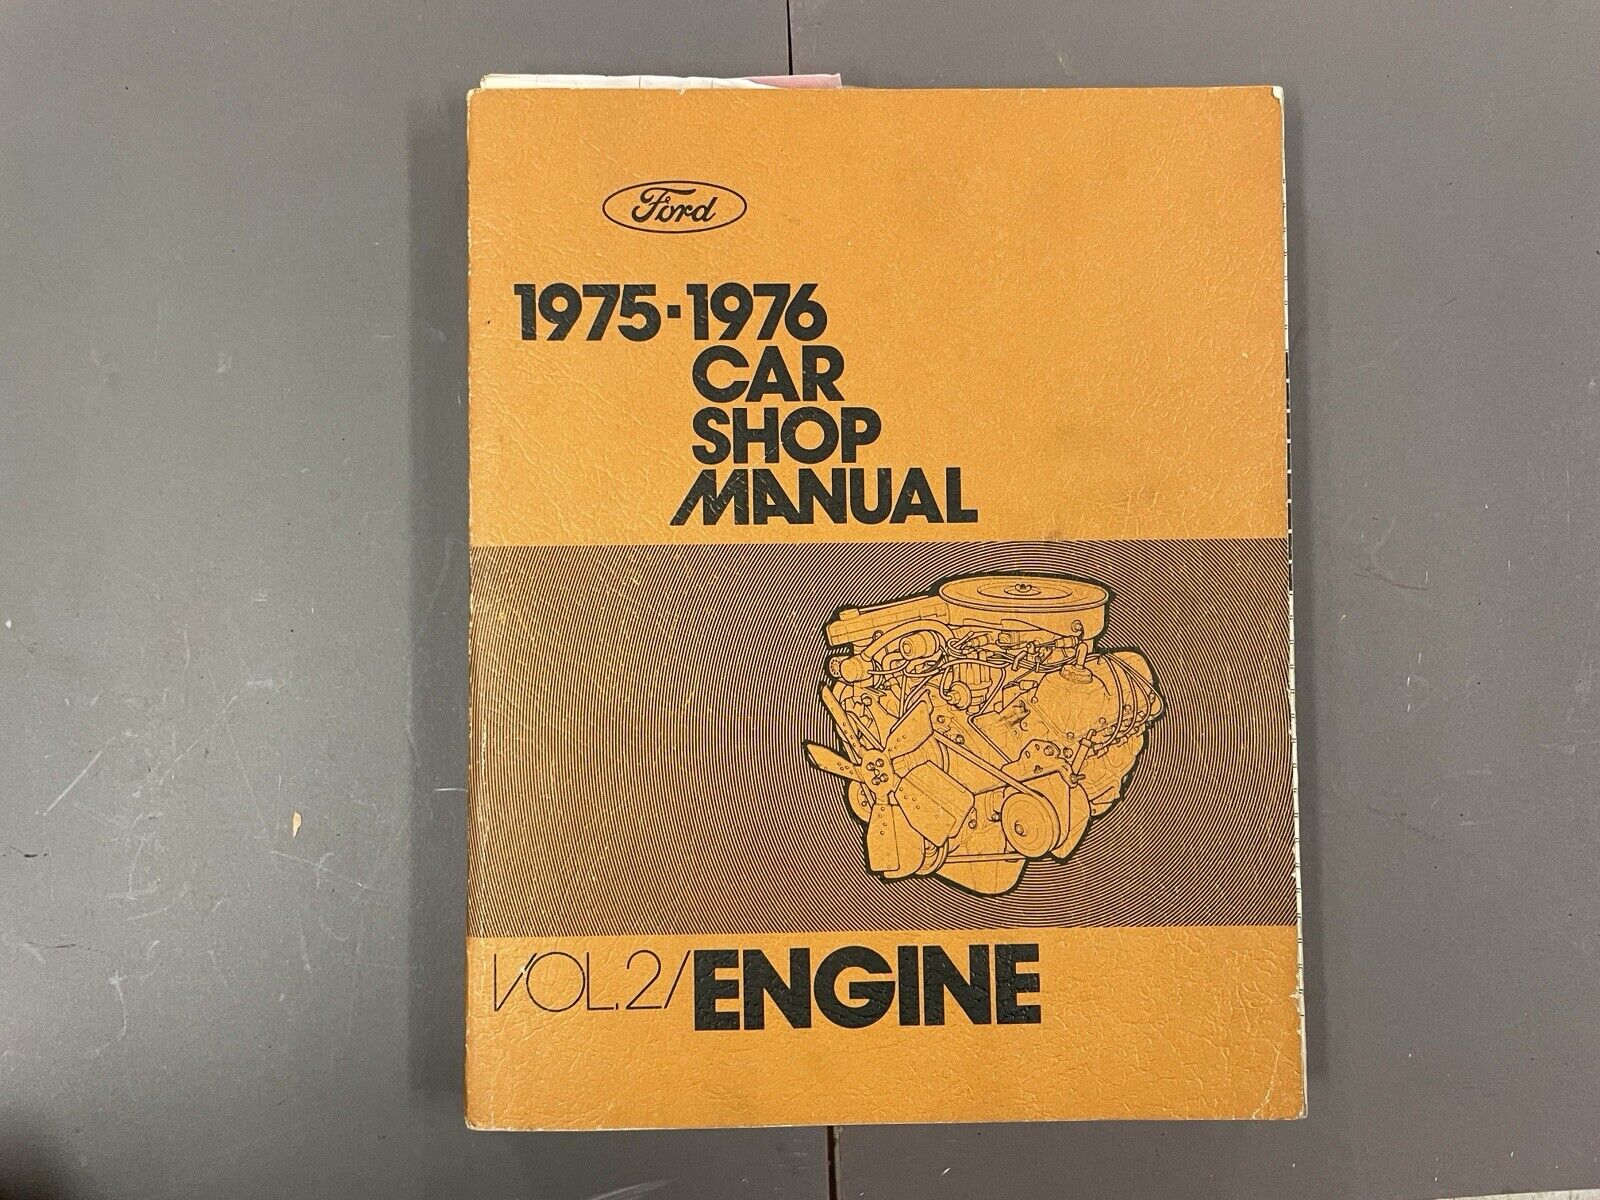 Ford
1975-1976
CAR
SHOP
MANUAL
VOL.2/ENGINE